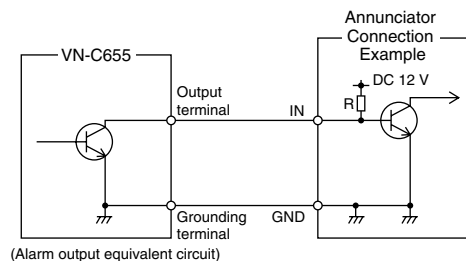 Annunciator
Connection
Example
VN-C655
DC 12 V
Output
terminal
IN
R
Grounding
terminal
GND
(Alarm output equivalent circuit)